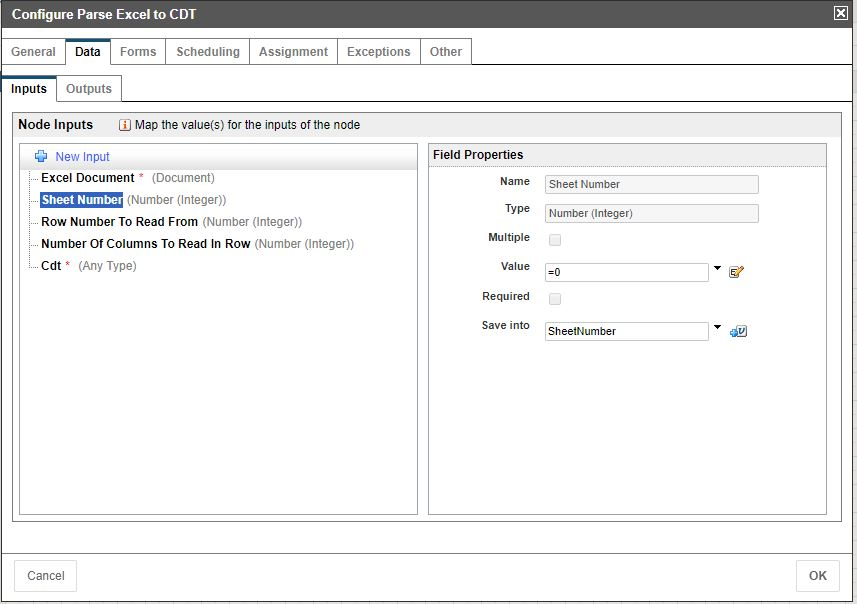 Configure Parse Excel to CDT
General Data Forms Scheduling Assignment Exceptions Other
Inputs Outputs
Node Inputs Map the value(s) for the inputs of the node
New Input
Excel Document * (Document)
Sheet Number (Number (Integer))
Row Number To Read From (Number (Integer))
Number Of Columns To Read In Row (Number (Integer))
Cdt * (Any Type)
Field Properties
Name Sheet Number
Type Number (Integer)
Multiple
Value =0
Required
Save into SheetNumber
Cancel OK